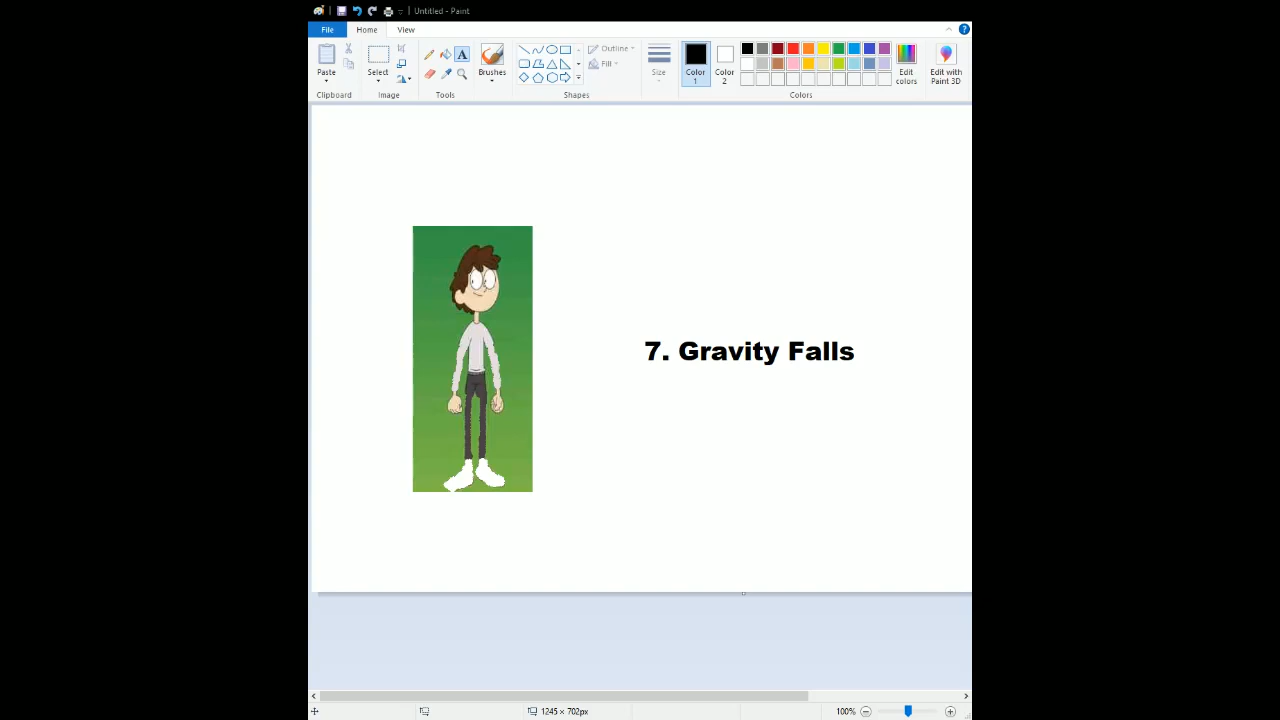 Untitled - Paint
File
Home
View
Paste
Select
A
Brushes
Outline
Fill
Size
Color
1
Color
2
Edit
colors
Edit with
Paint 3D
Clipboard
Image
Tools
Shapes
Colors
7. Gravity Falls
1245 × 702px
100%